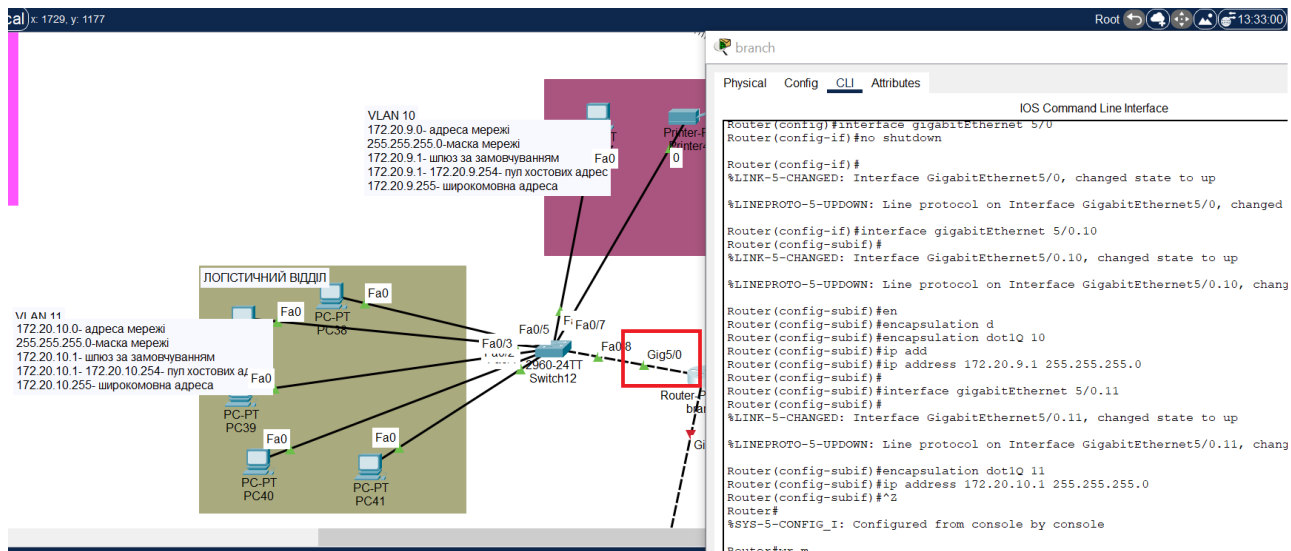 cal) x: 1729, y: 1177
Root
13:33:00
VLAN 10
172.20.9.0- адреса мережі
255.255.255.0-маска мережі
172.20.9.1- шпюз за замовчуванням
172.20.9.1- 172.20.9.254- пул хостових адрес
172.20.9.255- широкомовна адреса
Fa0
0
ЛОГІСТИЧНИЙ ВІДДІЛ
Fa0
PC-PT
PC38
Fa0
VLAN 11
172.20.10.0- адреса мережі
255.255.255.0-маска мережі
172.20.10.1- шпюз за замовчуванням
172.20.10.1- 172.20.10.254- пул хостових
172.20.10.255- широкомовна адреса
Fa0
PC-PT
PC39
Fa0
PC-PT
PC40
Fa0
PC-PT
PC41
Fa0/5
Fa0/7
Fa0/3
Fa0/8
Gig5/0
2960-24TT
Switch12
branch
Physical
Config
CLI
Attributes
IOS Command Line Interface
Router(config)#interface gigabitEthernet 5/0
Router(config-if)#no shutdown
Router(config-if)#
%LINK-5-CHANGED: Interface GigabitEthernet5/0, changed state to up
%LINEPROTO-5-UPDOWN: Line protocol on Interface GigabitEthernet5/0, changed
Router(config-if)#interface gigabitEthernet 5/0.10
Router(config-subif)#
%LINK-5-CHANGED: Interface GigabitEthernet5/0.10, changed state to up
%LINEPROTO-5-UPDOWN: Line protocol on Interface GigabitEthernet5/0.10, chang
Router(config-subif)#en
Router(config-subif)#encapsulation d
Router(config-subif)#encapsulation dot1Q 10
Router(config-subif)#ip add
Router(config-subif)#ip address 172.20.9.1 255.255.255.0
Router(config-subif)#
Router(config-subif)#interface gigabitEthernet 5/0.11
Router(config-subif)#
%LINK-5-CHANGED: Interface GigabitEthernet5/0.11, changed state to up
%LINEPROTO-5-UPDOWN: Line protocol on Interface GigabitEthernet5/0.11, chang
Router(config-subif)#encapsulation dot1Q 11
Router(config-subif)#ip address 172.20.10.1 255.255.255.0
Router(config-subif)#^Z
Router#
%SYS-5-CONFIG_I: Configured from console by console
Router#wr m